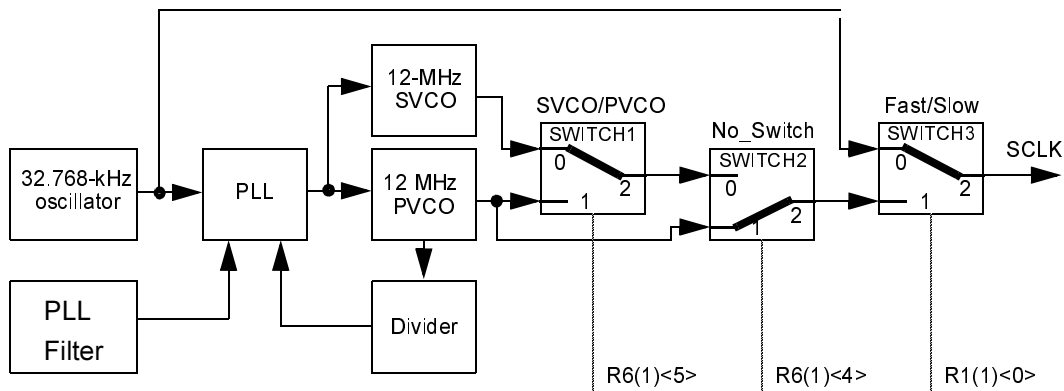 12-MHz
SVCO
SVCO/PVCO
Fast/Slow
No_Switch
SWITCH1
SWITCH3
SCLK
SWITCH2
0
2
0
2
32.768-kHz
oscillator
PLL
12 MHz
PVCO
0
2
1
1
1
PLL
Filter
Divider
R6(1)<5>
R6(1)<4>
R1(1)<0>